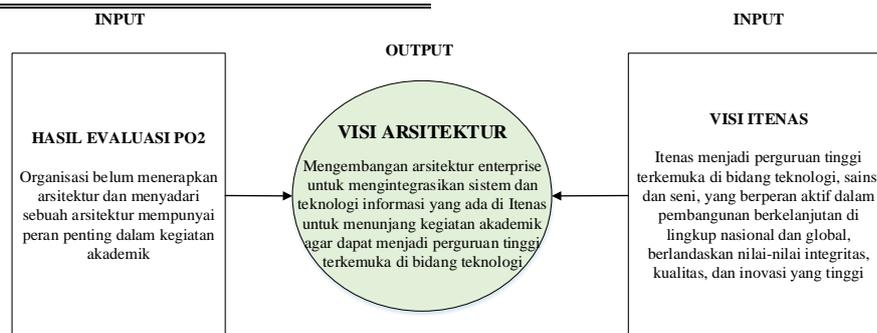 INPUT
HASIL EVALUASI PO2
Organisasi belum menerapkan
arsitektur dan menyadari
sebuah arsitektur mempunyai
peran penting dalam kegiatan
akademik
OUTPUT
VISI ARSITEKTUR
Mengembangan arsitektur enterprise
untuk mengintegrasikan sistem dan
teknologi informasi yang ada di Itenas
untuk menunjang kegiatan akademik
agar dapat menjadi perguruan tinggi
terkemuka di bidang teknologi
INPUT
VISI ITENAS
Itenas menjadi perguruan tinggi
terkemuka di bidang teknologi, sains
dan seni, yang berperan aktif dalam
pembangunan berkelanjutan di
lingkup nasional dan global,
berlandaskan nilai-nilai integritas,
kualitas, dan inovasi yang tinggi